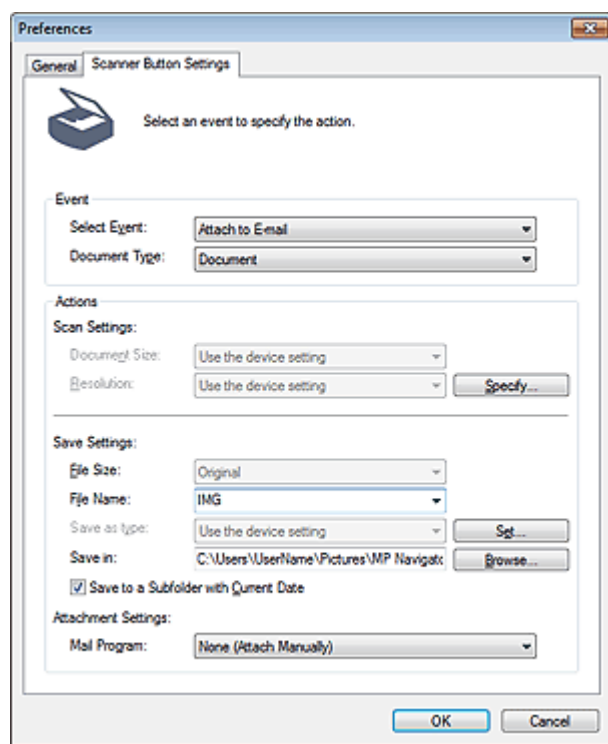 Preferences
General Scanner Button Settings
Select an event to specify the action.
Event
Select Event: Attach to E-mail
Document Type: Document
Actions
Scan Settings:
Document Size: Use the device setting
Resolution: Use the device setting Specify...
Save Settings:
File Size: Original
File Name: IMG
Save as type: Use the device setting Set...
Save in: C:\Users\UserName\Pictures\MP Navigato Browse...
Save to a Subfolder with Current Date
Attachment Settings:
Mail Program: None (Attach Manually)
OK Cancel